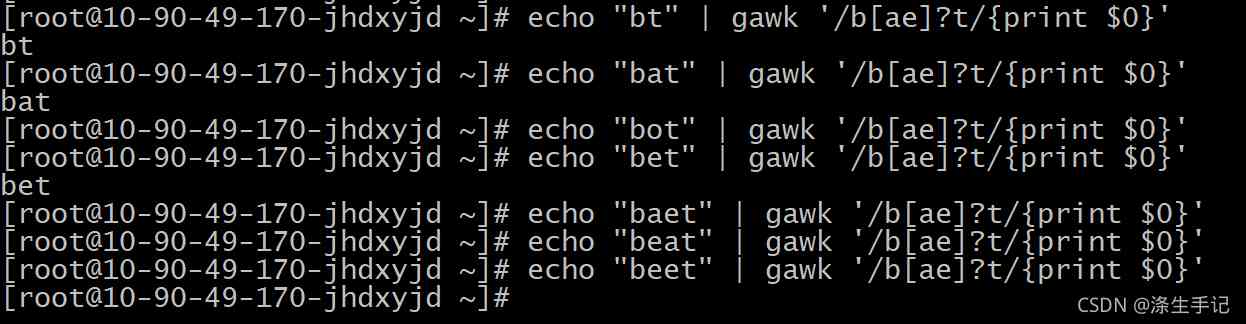 [root@10-90-49-170-jhdxyjd ~]# echo "bt" | gawk '/b[ae]?t/{print $0}'
bt
[root@10-90-49-170-jhdxyjd ~]# echo "bat" | gawk '/b[ae]?t/{print $0}'
bat
[root@10-90-49-170-jhdxyjd ~]# echo "bot" | gawk '/b[ae]?t/{print $0}'
[root@10-90-49-170-jhdxyjd ~]# echo "bet" | gawk '/b[ae]?t/{print $0}'
bet
[root@10-90-49-170-jhdxyjd ~]# echo "baet" | gawk '/b[ae]?t/{print $0}'
[root@10-90-49-170-jhdxyjd ~]# echo "beat" | gawk '/b[ae]?t/{print $0}'
[root@10-90-49-170-jhdxyjd ~]# echo "beet" | gawk '/b[ae]?t/{print $0}'
[root@10-90-49-170-jhdxyjd ~]#
CSDN @涤生手记